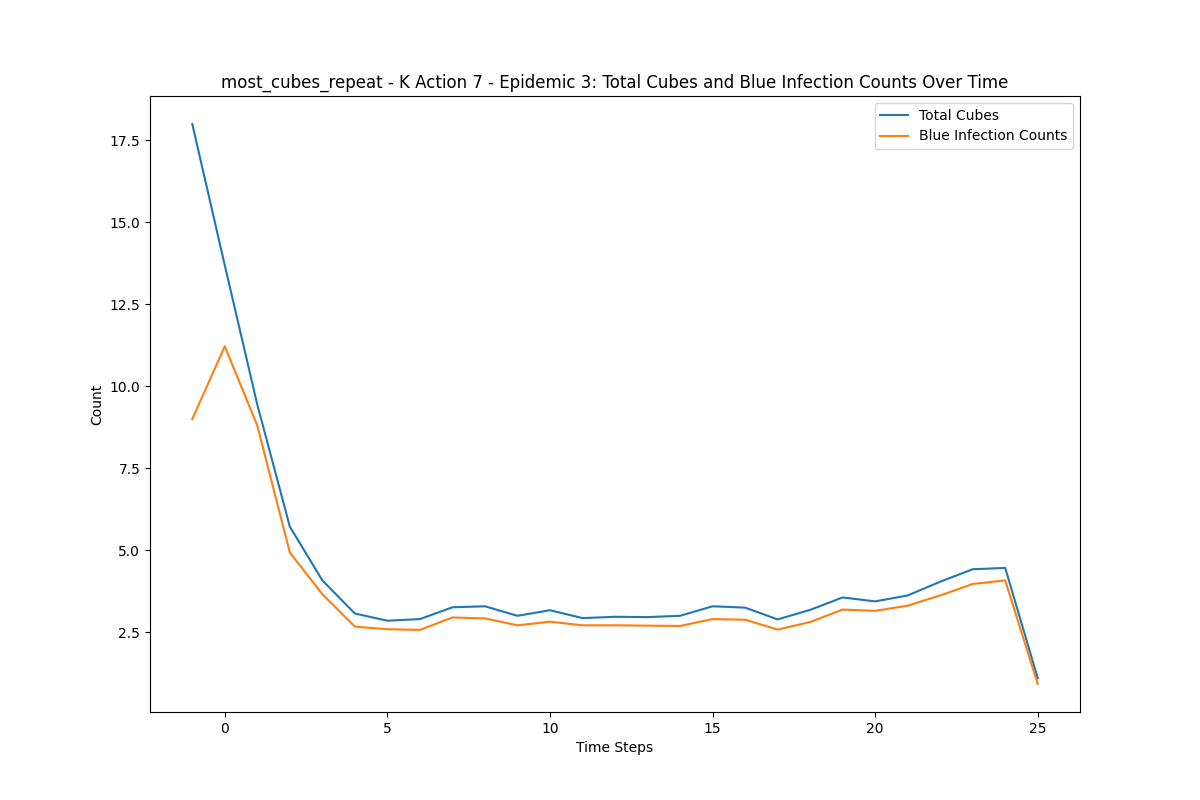 most_cubes_repeat - K Action 7 - Epidemic 3: Total Cubes and Blue Infection Counts Over Time
Total Cubes
Blue Infection Counts
17.5
15.0
12.5
10.0
7.5
5.0
2.5
Count
0 5 10 15 20 25
Time Steps